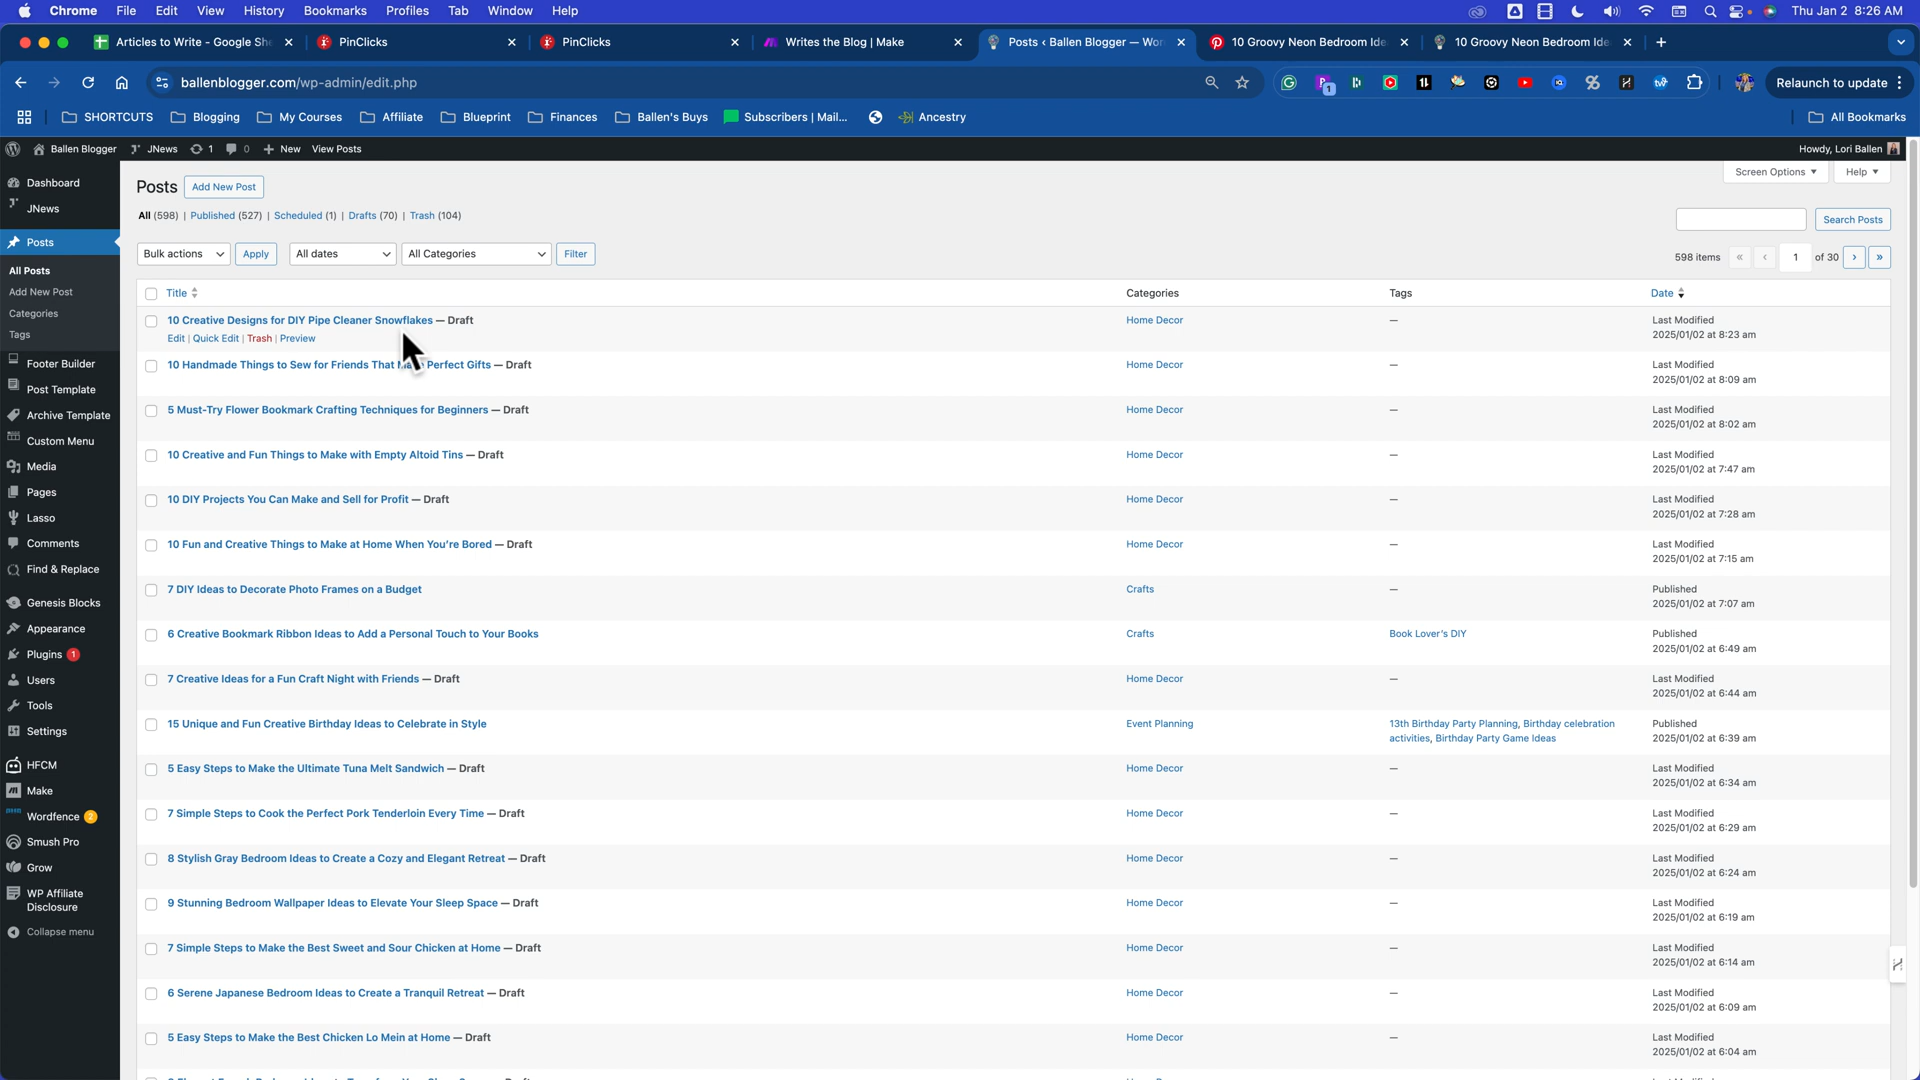 Chrome File Edit View History Bookmarks Profiles Tab Window Help Thu Jan 2 8:26 AM
Articles to Write - Google She PinClicks PinClicks Writes the Blog | Make Posts ‹ Ballen Blogger — Wor 10 Groovy Neon Bedroom Ide 10 Groovy Neon Bedroom Ide
ballenblogger.com/wp-admin/edit.php Relaunch to update
SHORTCUTS Blogging My Courses Affiliate Blueprint Finances Ballen's Buys Subscribers | Mail... Ancestry All Bookmarks
Ballen Blogger JNews 1 0 New View Posts Howdy, Lori Ballen
Screen Options Help
Posts Add New Post
All (598) | Published (527) | Scheduled (1) | Drafts (70) | Trash (104)
Search Posts
Bulk actions Apply All dates All Categories Filter
598 items « ‹ 1 of 30 › »
Dashboard
JNews
Posts
All Posts
Add New Post
Categories
Tags
Footer Builder
Post Template
Archive Template
Custom Menu
Media
Pages
Lasso
Comments
Find & Replace
Genesis Blocks
Appearance
Plugins 1
Users
Tools
Settings
HFCM
Make
Wordfence 2
Smush Pro
Grow
WP Affiliate
Disclosure
Collapse menu
Title Categories Tags Date
10 Creative Designs for DIY Pipe Cleaner Snowflakes — Draft Home Decor — Last Modified
Edit | Quick Edit | Trash | Preview 2025/01/02 at 8:23 am
10 Handmade Things to Sew for Friends That Perfect Gifts — Draft Home Decor — Last Modified
2025/01/02 at 8:09 am
5 Must-Try Flower Bookmark Crafting Techniques for Beginners — Draft Home Decor — Last Modified
2025/01/02 at 8:02 am
10 Creative and Fun Things to Make with Empty Altoid Tins — Draft Home Decor — Last Modified
2025/01/02 at 7:47 am
10 DIY Projects You Can Make and Sell for Profit — Draft Home Decor — Last Modified
2025/01/02 at 7:28 am
10 Fun and Creative Things to Make at Home When You're Bored — Draft Home Decor — Last Modified
2025/01/02 at 7:15 am
7 DIY Ideas to Decorate Photo Frames on a Budget Crafts — Published
2025/01/02 at 7:07 am
6 Creative Bookmark Ribbon Ideas to Add a Personal Touch to Your Books Crafts Book Lover's DIY Published
2025/01/02 at 6:49 am
7 Creative Ideas for a Fun Craft Night with Friends — Draft Home Decor — Last Modified
2025/01/02 at 6:44 am
15 Unique and Fun Creative Birthday Ideas to Celebrate in Style Event Planning 13th Birthday Party Planning, Birthday celebration Published
activities, Birthday Party Game Ideas 2025/01/02 at 6:39 am
5 Easy Steps to Make the Ultimate Tuna Melt Sandwich — Draft Home Decor — Last Modified
2025/01/02 at 6:34 am
7 Simple Steps to Cook the Perfect Pork Tenderloin Every Time — Draft Home Decor — Last Modified
2025/01/02 at 6:29 am
8 Stylish Gray Bedroom Ideas to Create a Cozy and Elegant Retreat — Draft Home Decor — Last Modified
2025/01/02 at 6:24 am
9 Stunning Bedroom Wallpaper Ideas to Elevate Your Sleep Space — Draft Home Decor — Last Modified
2025/01/02 at 6:19 am
7 Simple Steps to Make the Best Sweet and Sour Chicken at Home — Draft Home Decor — Last Modified
2025/01/02 at 6:14 am
6 Serene Japanese Bedroom Ideas to Create a Tranquil Retreat — Draft Home Decor — Last Modified
2025/01/02 at 6:09 am
5 Easy Steps to Make the Best Chicken Lo Mein at Home — Draft Home Decor — Last Modified
2025/01/02 at 6:04 am